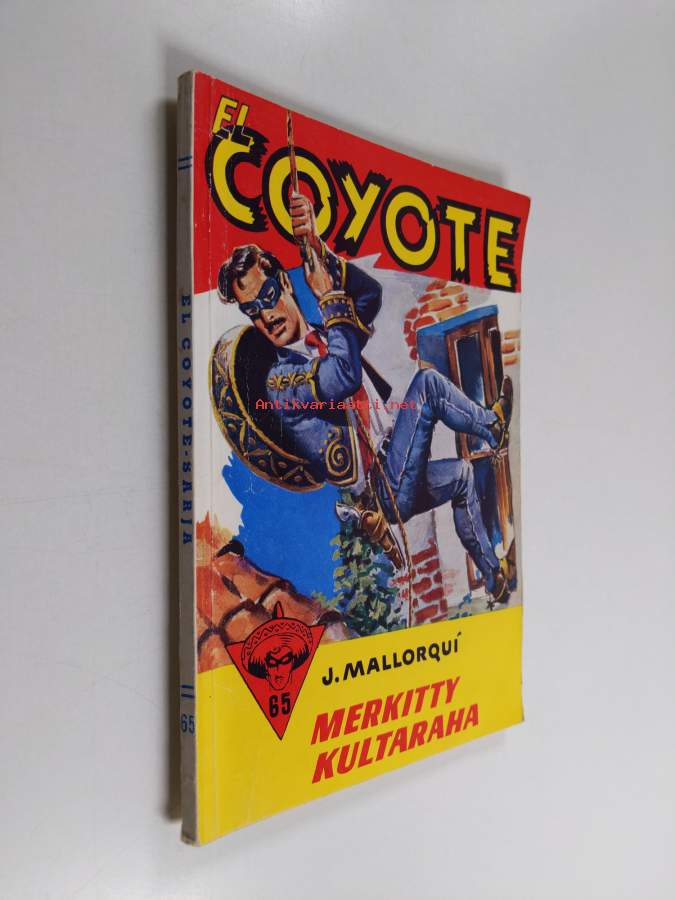 EL
COYOTE
Antikvariaatti.net
65
J. MALLORQUÍ
MERKITTY
KULTARAHA
EL COYOTE-SARJA
65